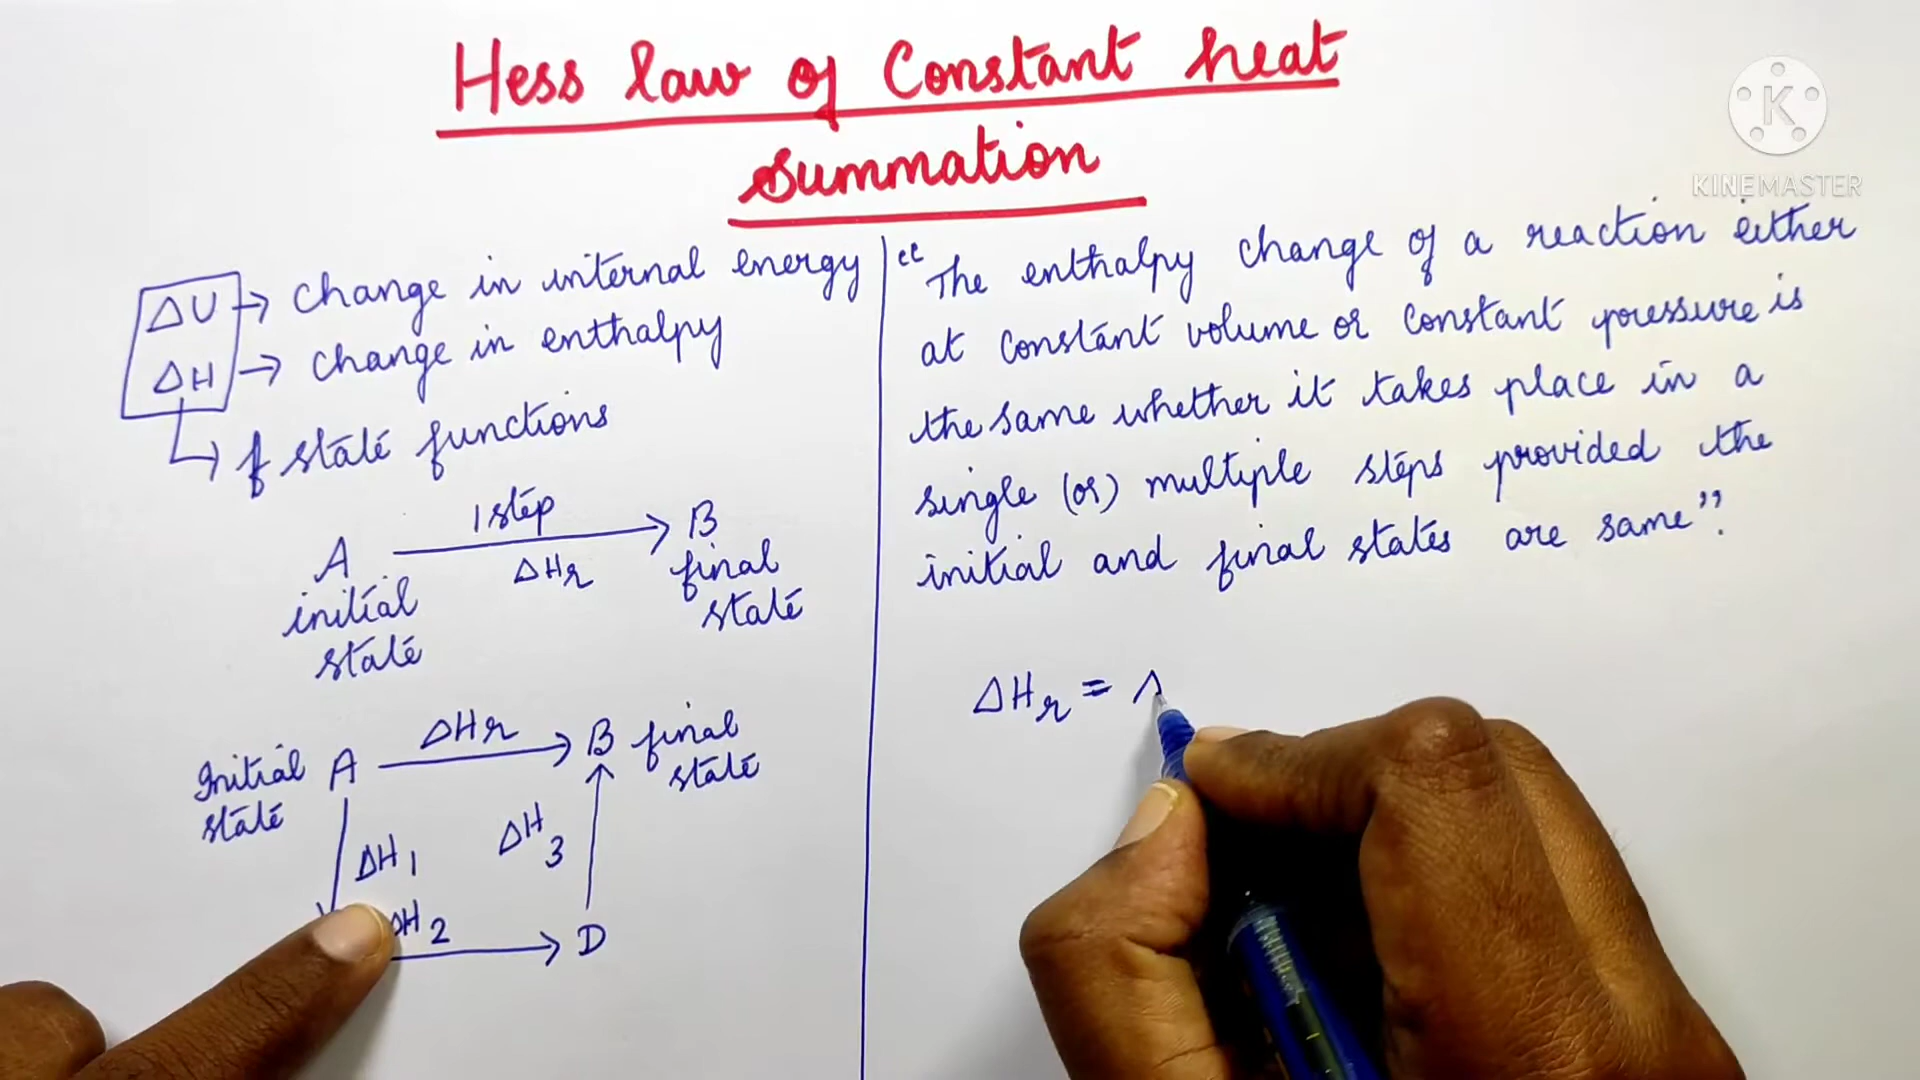 Hess law of Constant heat
summation
KINEMASTER
ΔU → change in internal energy
ΔH → change in enthalpy
↳ f state functions
1 step
A → B
ΔHr
initial
state
final
state
Initial
state
A
ΔHr
B
final
state
ΔH1
ΔH3
ΔH2
D
“The enthalpy change of a reaction either
at constant volume or constant pressure is
the same whether it takes place in a
single (or) multiple steps provided the
initial and final states are same”.
ΔHr =